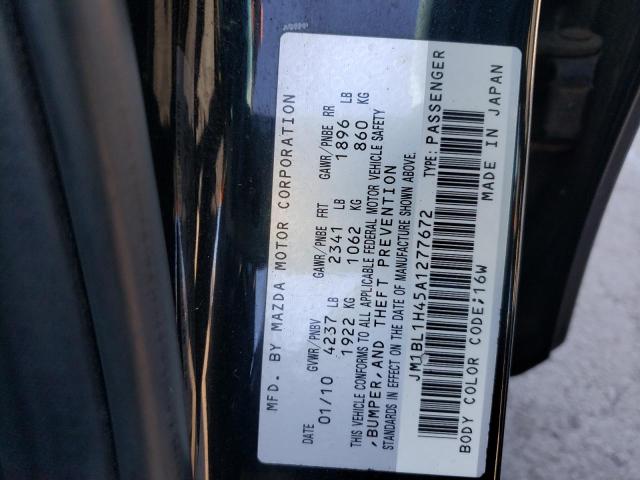 MFD. BY MAZDA MOTOR CORPORATION
DATE GVWR/PNBV GAWR/PNBE FRT GAWR/PNBE RR
01/10 4237 LB 2341 LB 1896 LB
1922 KG 1062 KG 860 KG
THIS VEHICLE CONFORMS TO ALL APPLICABLE FEDERAL MOTOR VEHICLE SAFETY
,BUMPER,AND THEFT PREVENTION
STANDARDS IN EFFECT ON THE DATE OF MANUFACTURE SHOWN ABOVE.
JM1BL1H45A1277672 TYPE: PASSENGER
BODY COLOR CODE;16W MADE IN JAPAN